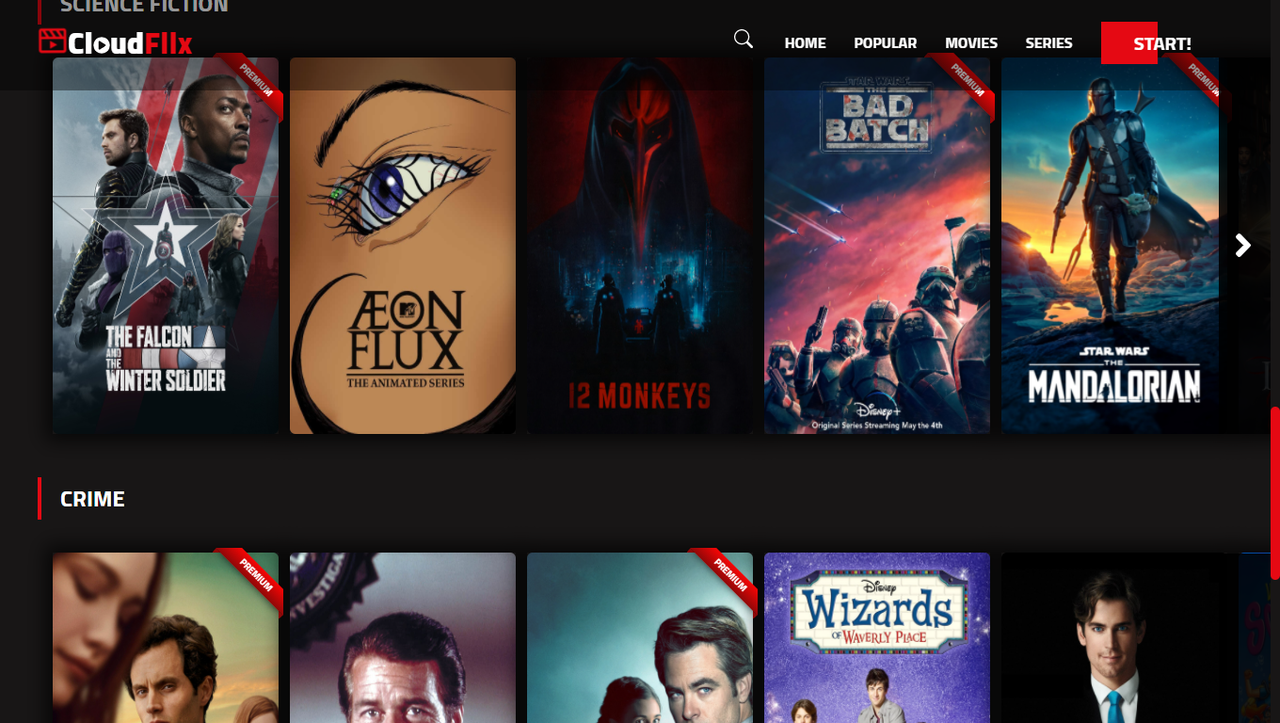 SCIENCE FICTION
CloudFlIx
HOME
POPULAR
MOVIES
SERIES
START!
PREMIUM
THE FALCON
AND
THE
WINTER SOLDIER
ÆON
FLUX
THE ANIMATED SERIES
12 MONKEYS
PREMIUM
STAR WARS
THE
BAD
BATCH
Disney+
Original Series Streaming May the 4th
PREMIUM
STAR WARS
THE
MANDALORIAN
CRIME
PREMIUM
PREMIUM
Disney
Wizards
OF WAVERLY PLACE